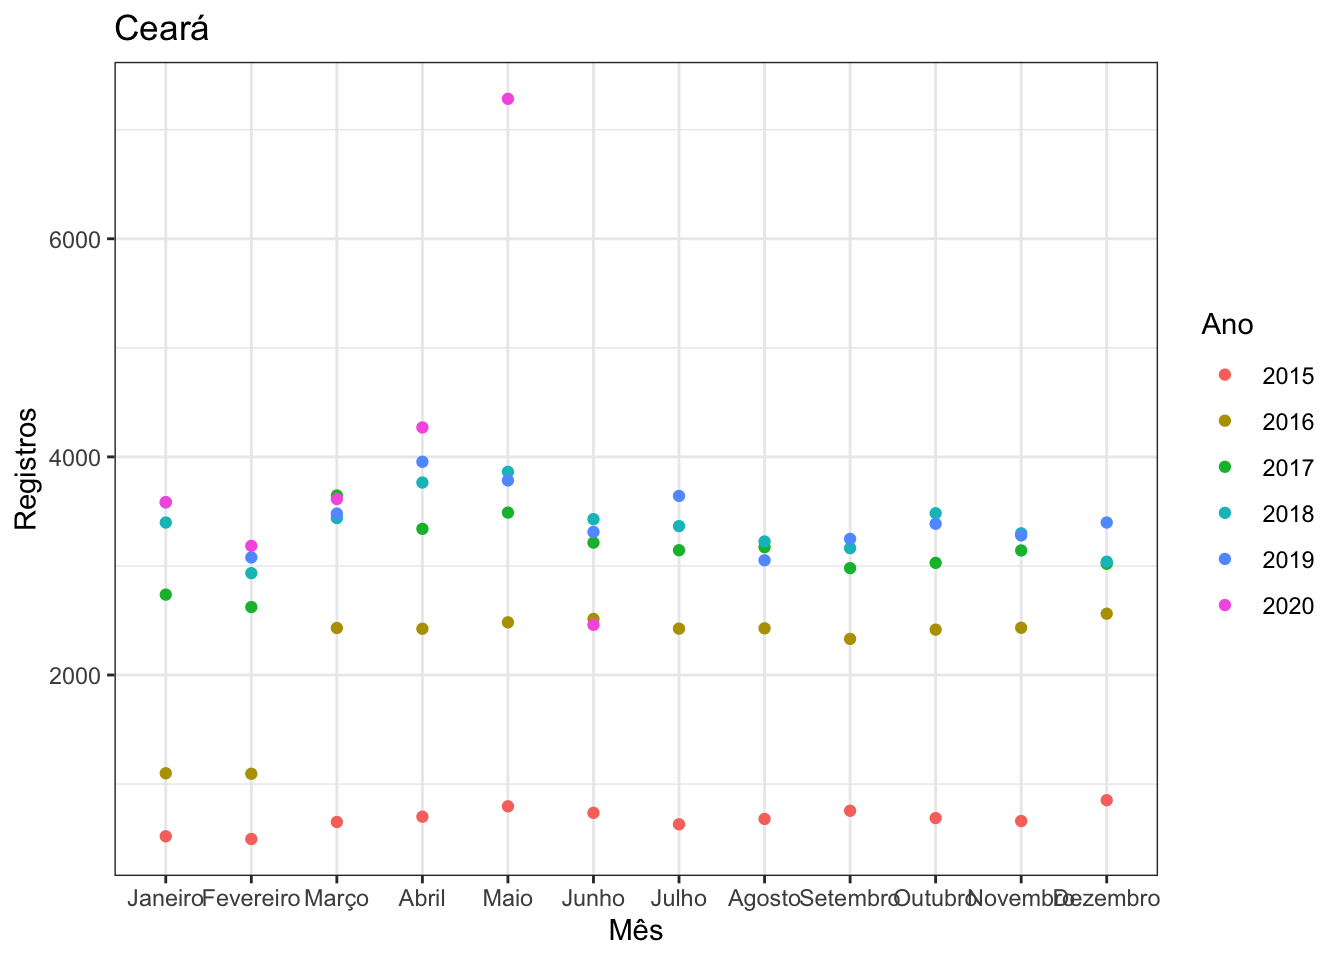 Ceará
Registros
6000
4000
2000
Janeiro Fevereiro Março Abril Maio Junho Julho Agosto Setembro Outubro Novembro Dezembro
Mês
Ano
2015
2016
2017
2018
2019
2020